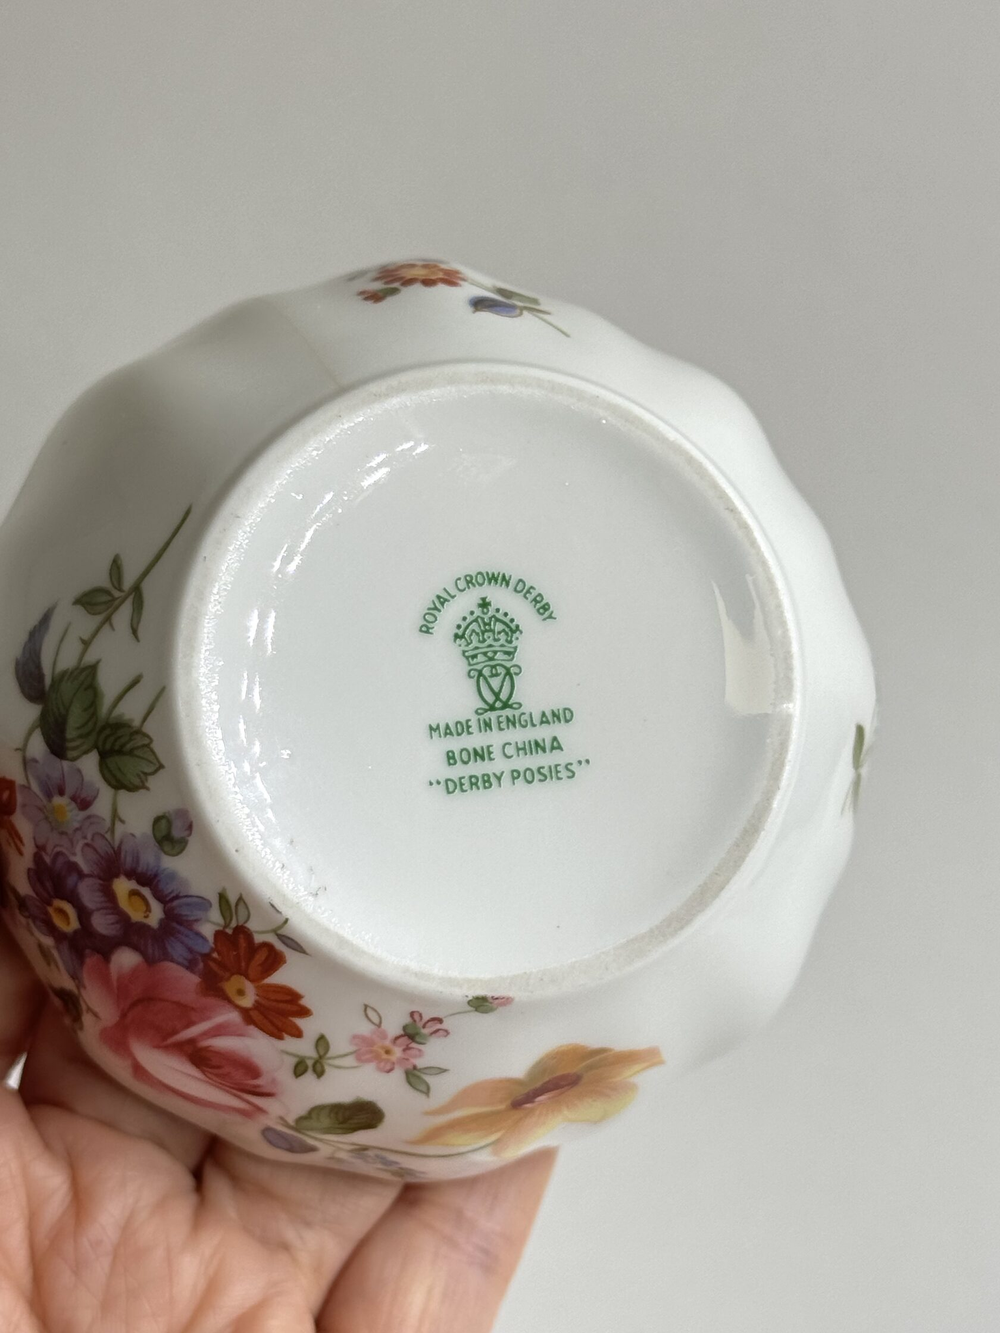 ROYAL CROWN DERBY
MADE IN ENGLAND
BONE CHINA
“DERBY POSIES”